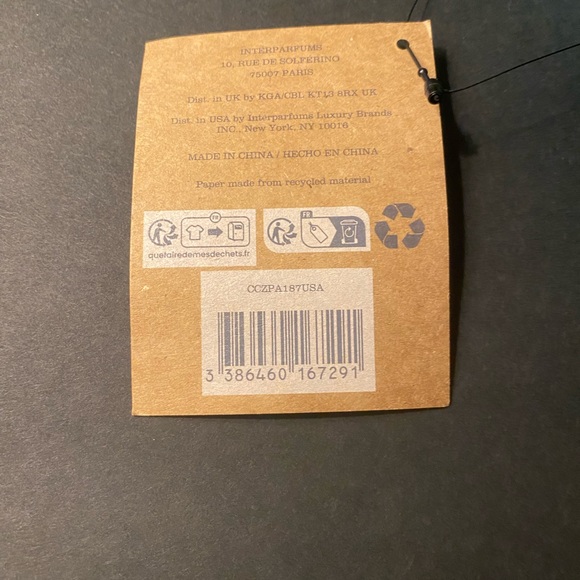 INTERPARFUMS
10, RUE DE SOLFERINO
75007 PARIS
Dist. in UK by KGA/CBL KT13 8RX UK
Dist. in USA by Interparfums Luxury Brands
INC., New York, NY 10016
MADE IN CHINA / HECHO EN CHINA
Paper made from recycled material
FR
FR
quefairedemesdechets.fr
CCZPA187USA
3 386460 167291